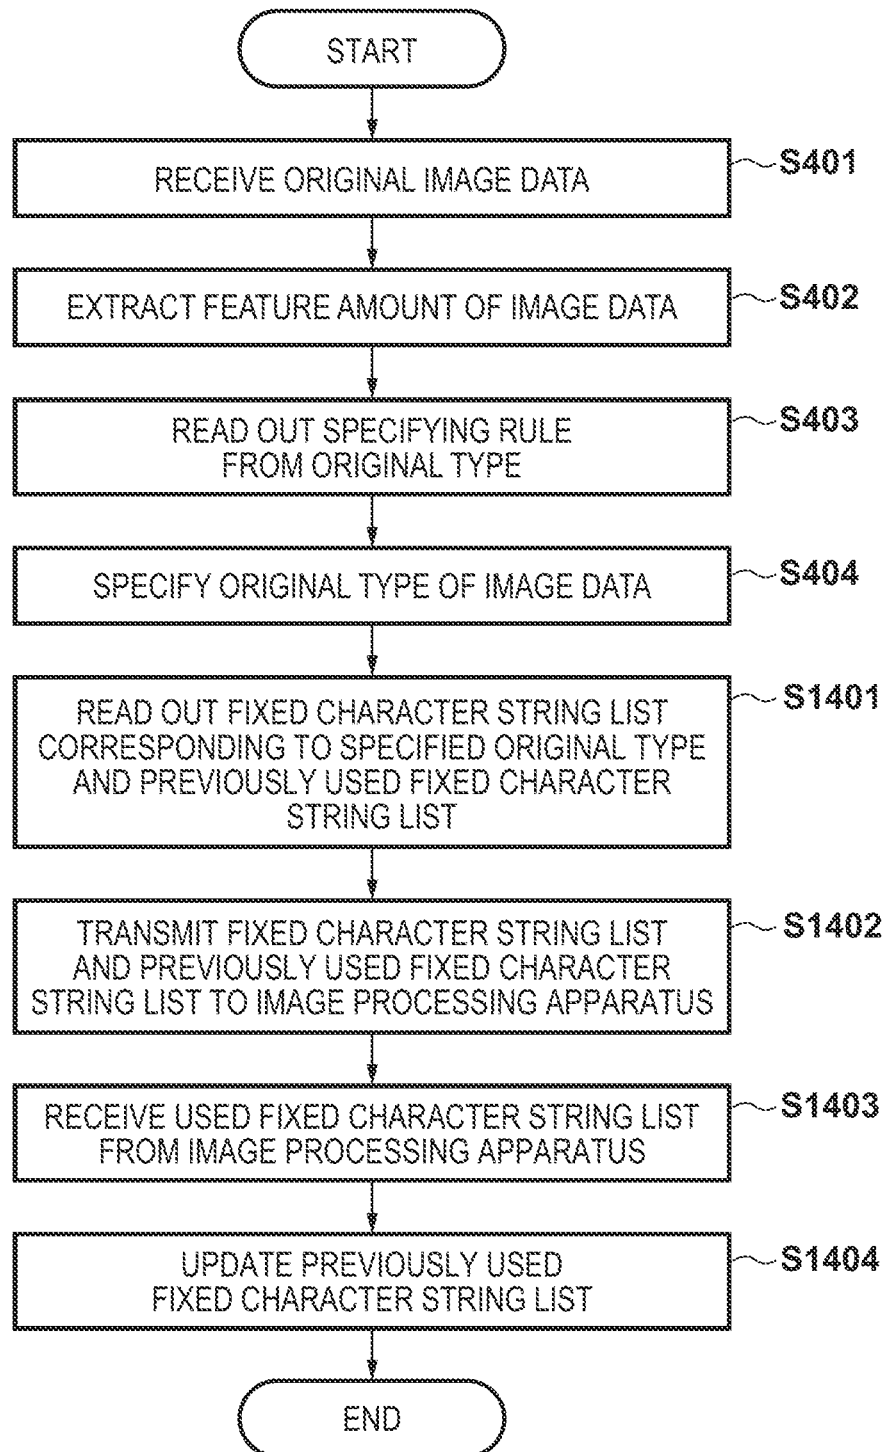 START
RECEIVE ORIGINAL IMAGE DATA
S401
EXTRACT FEATURE AMOUNT OF IMAGE DATA
S402
READ OUT SPECIFYING RULE
FROM ORIGINAL TYPE
S403
SPECIFY ORIGINAL TYPE OF IMAGE DATA
S404
READ OUT FIXED CHARACTER STRING LIST
CORRESPONDING TO SPECIFIED ORIGINAL TYPE
AND PREVIOUSLY USED FIXED CHARACTER
STRING LIST
S1401
TRANSMIT FIXED CHARACTER STRING LIST
AND PREVIOUSLY USED FIXED CHARACTER
STRING LIST TO IMAGE PROCESSING APPARATUS
S1402
RECEIVE USED FIXED CHARACTER STRING LIST
FROM IMAGE PROCESSING APPARATUS
S1403
UPDATE PREVIOUSLY USED
FIXED CHARACTER STRING LIST
S1404
END